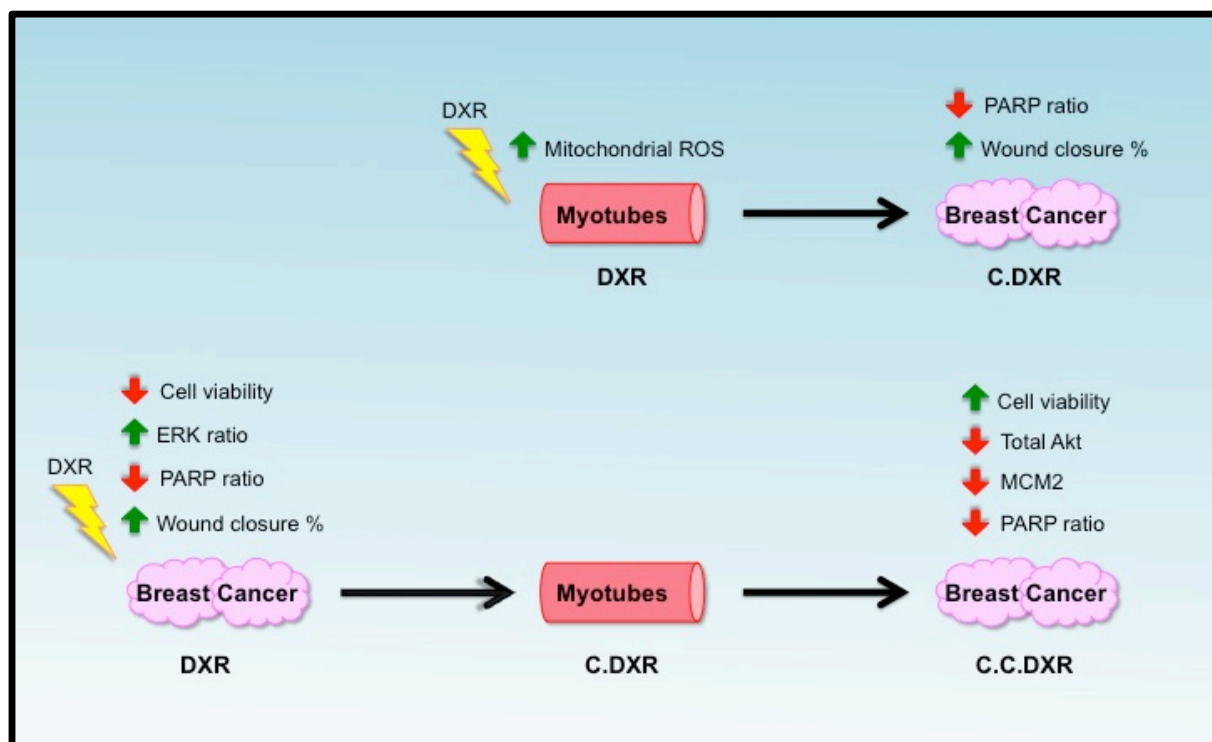 DXR
Mitochondrial ROS
Myotubes
DXR
PARP ratio
Wound closure %
Breast Cancer
C.DXR
DXR
Cell viability
ERK ratio
PARP ratio
Wound closure %
Breast Cancer
DXR
Myotubes
C.DXR
Cell viability
Total Akt
MCM2
PARP ratio
Breast Cancer
C.C.DXR